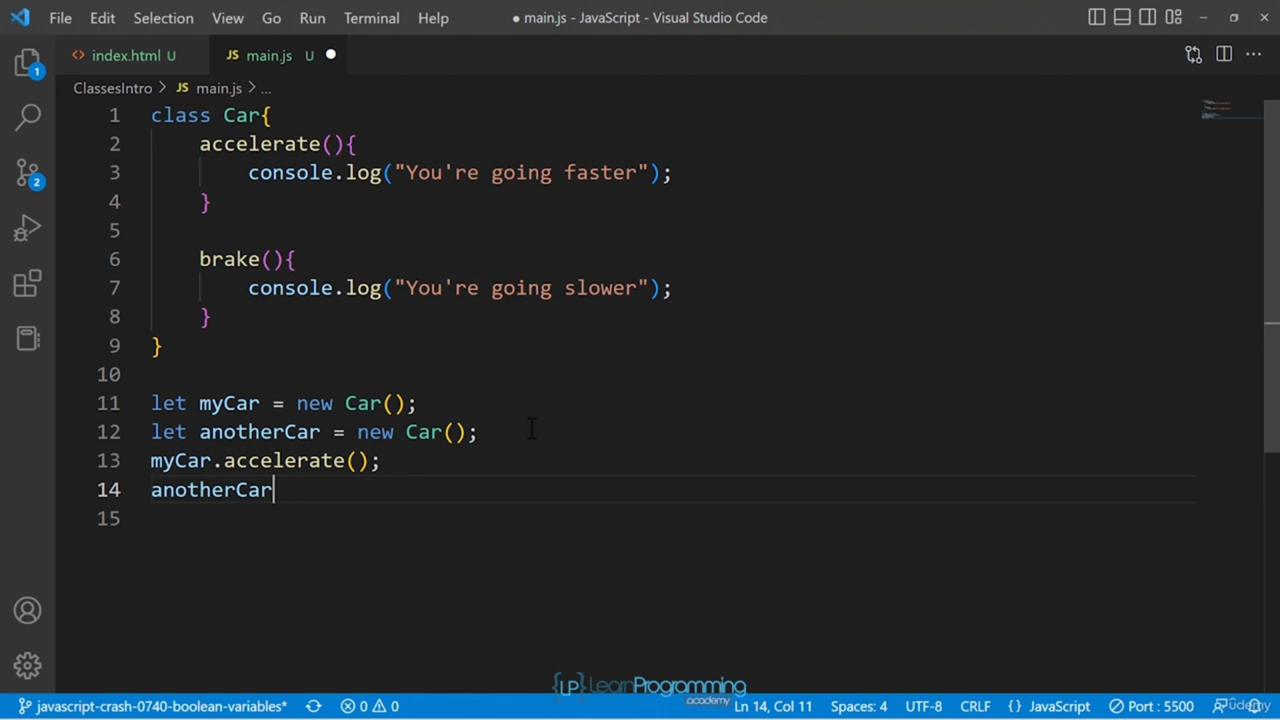 File Edit Selection View Go Run Terminal Help ● main.js - JavaScript - Visual Studio Code
<> index.html U JS main.js U ●
ClassesIntro > JS main.js > ...
1 class Car{
2 accelerate(){
3 console.log("You're going faster");
4 }
5
6 brake(){
7 console.log("You're going slower");
8 }
9 }
10
11 let myCar = new Car();
12 let anotherCar = new Car();
13 myCar.accelerate();
14 anotherCar
15
1
2
{LP} LearnProgramming
academy
javascript-crash-0740-boolean-variables* 0 0 Ln 14, Col 11 Spaces: 4 UTF-8 CRLF {} JavaScript Port : 5500
Udemy